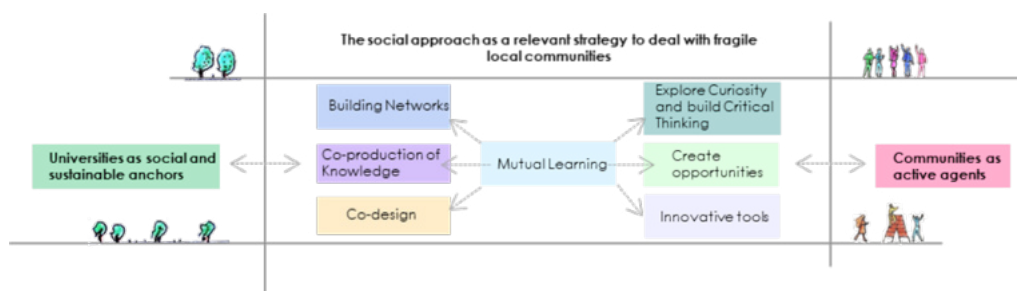 The social approach as a relevant strategy to deal with fragile
local communities
Building Networks
Explore Curiosity
and build Critical
Thinking
Universities as social and
sustainable anchors
Co-production of
Knowledge
Mutual Learning
Create
opportunities
Communities as
active agents
Co-design
Innovative tools